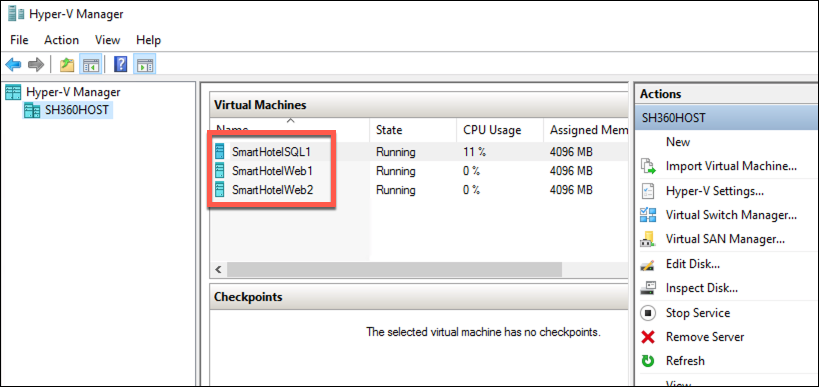 Hyper-V Manager
File Action View Help
Hyper-V Manager
SH360HOST
Virtual Machines
Name State CPU Usage Assigned Mem
SmartHotelSQL1 Running 11 % 4096 MB
SmartHotelWeb1 Running 0 % 4096 MB
SmartHotelWeb2 Running 0 % 4096 MB
Checkpoints
The selected virtual machine has no checkpoints.
Actions
SH360HOST
New
Import Virtual Machine...
Hyper-V Settings...
Virtual Switch Manager...
Virtual SAN Manager...
Edit Disk...
Inspect Disk...
Stop Service
Remove Server
Refresh
View